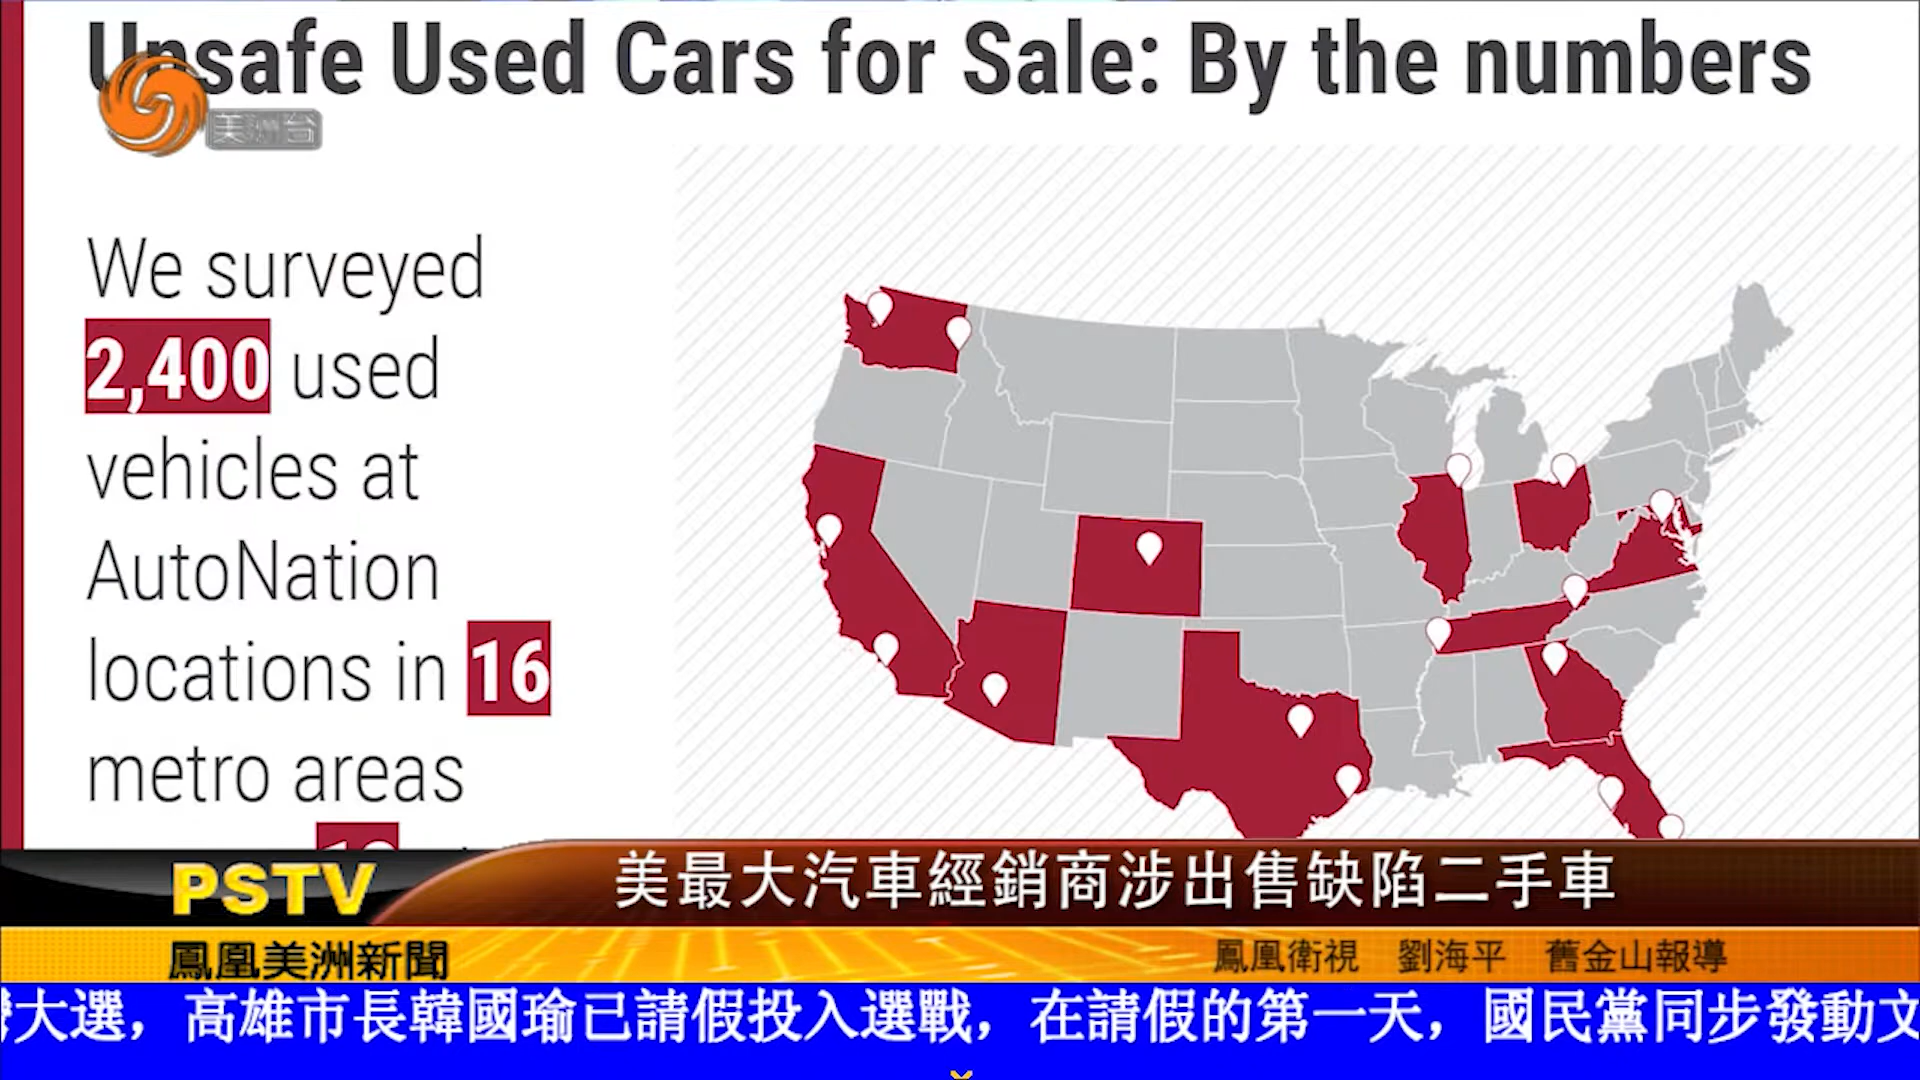 Unsafe Used Cars for Sale: By the numbers
美洲台
We surveyed
2,400 used
vehicles at
AutoNation
locations in 16
metro areas
PSTV
美最大汽車經銷商涉出售缺陷二手車
鳳凰美洲新聞
鳳凰衛視 劉海平 舊金山報導
大選，高雄市長韓國瑜已請假投入選戰，在請假的第一天，國民黨同步發動文